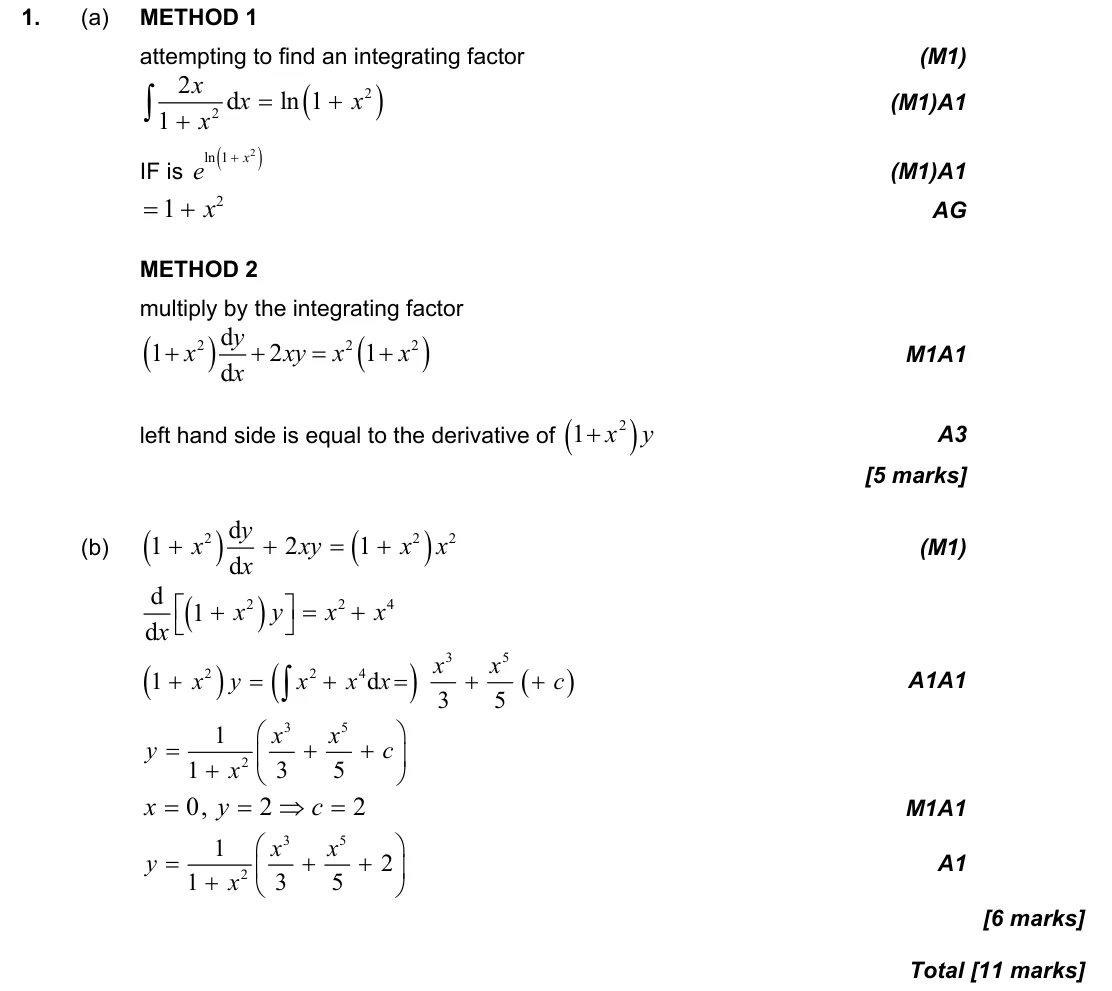 1. (a) METHOD 1
attempting to find an integrating factor (M1)
∫ 2x/(1 + x²) dx = ln(1 + x²) (M1)A1
IF is e^(ln(1 + x²)) (M1)A1
= 1 + x² AG
METHOD 2
multiply by the integrating factor
(1+x²) dy/dx + 2xy = x²(1+x²) M1A1
left hand side is equal to the derivative of (1+x²)y A3
[5 marks]
(b) (1 + x²) dy/dx + 2xy = (1 + x²)x² (M1)
d/dx[(1 + x²)y] = x² + x⁴
(1 + x²)y = (∫ x² + x⁴dx=) x³/3 + x⁵/5 (+ c) A1A1
y = 1/(1 + x²) (x³/3 + x⁵/5 + c)
x = 0, y = 2 ⇒ c = 2 M1A1
y = 1/(1 + x²) (x³/3 + x⁵/5 + 2) A1
[6 marks]
Total [11 marks]